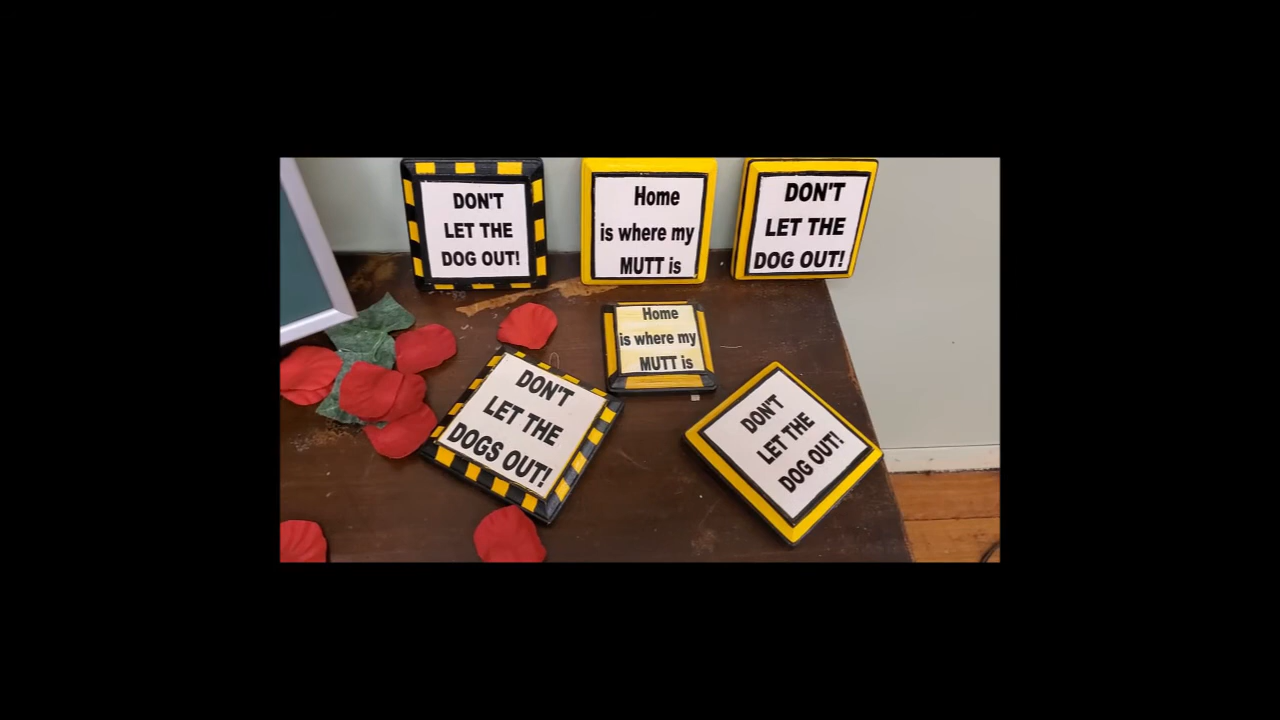 DON'T
LET THE
DOG OUT!
Home
is where my
MUTT is
DON'T
LET THE
DOG OUT!
Home
is where my
MUTT is
DON'T
LET THE
DOGS OUT!
DON'T
LET THE
DOG OUT!